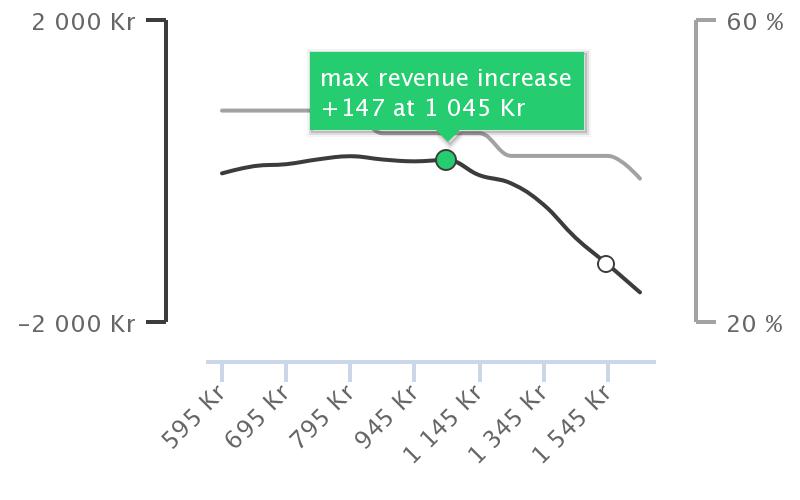 2 000 Kr
60 %
max revenue increase
+147 at 1 045 Kr
–2 000 Kr
20 %
595 Kr
695 Kr
795 Kr
945 Kr
1 145 Kr
1 345 Kr
1 545 Kr